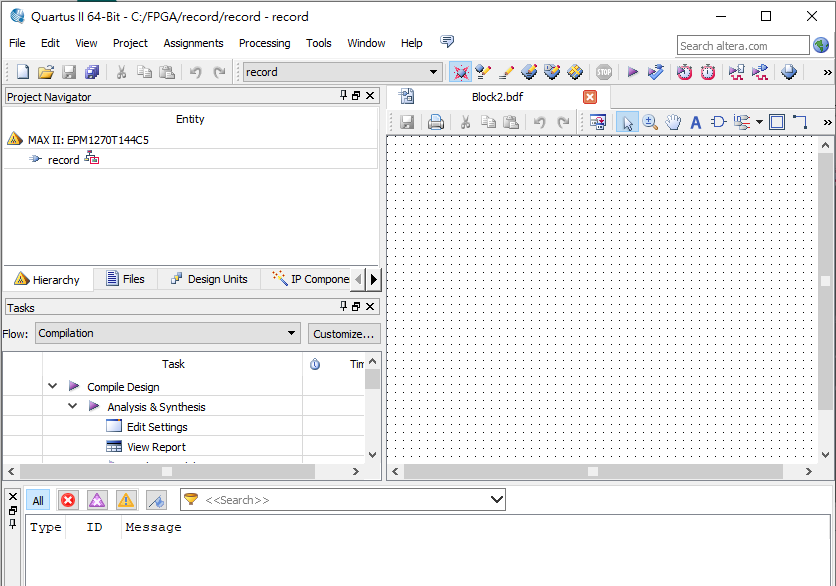 Quartus II 64-Bit - C:/FPGA/record/record - record
File Edit View Project Assignments Processing Tools Window Help
Search altera.com
record
STOP
Project Navigator
Entity
MAX II: EPM1270T144C5
record
Hierarchy Files Design Units IP Compone
Block2.bdf
Tasks
Flow: Compilation Customize...
Task Tim
Compile Design
Analysis & Synthesis
Edit Settings
View Report
All <<Search>>
Type ID Message